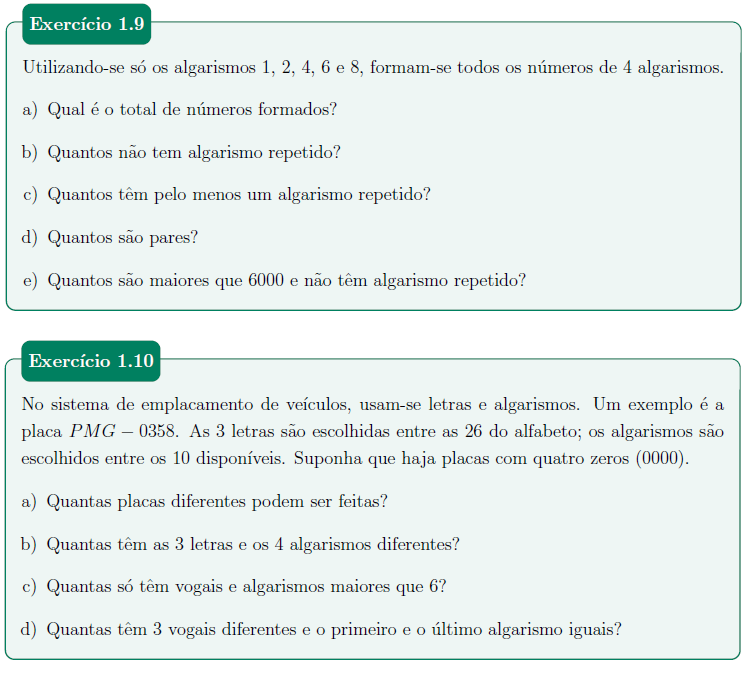 Exercício 1.9
Utilizando-se só os algarismos 1, 2, 4, 6 e 8, formam-se todos os números de 4 algarismos.
a) Qual é o total de números formados?
b) Quantos não tem algarismo repetido?
c) Quantos têm pelo menos um algarismo repetido?
d) Quantos são pares?
e) Quantos são maiores que 6000 e não têm algarismo repetido?
Exercício 1.10
No sistema de emplacamento de veículos, usam-se letras e algarismos. Um exemplo é a
placa PMG − 0358. As 3 letras são escolhidas entre as 26 do alfabeto; os algarismos são
escolhidos entre os 10 disponíveis. Suponha que haja placas com quatro zeros (0000).
a) Quantas placas diferentes podem ser feitas?
b) Quantas têm as 3 letras e os 4 algarismos diferentes?
c) Quantas só têm vogais e algarismos maiores que 6?
d) Quantas têm 3 vogais diferentes e o primeiro e o último algarismo iguais?